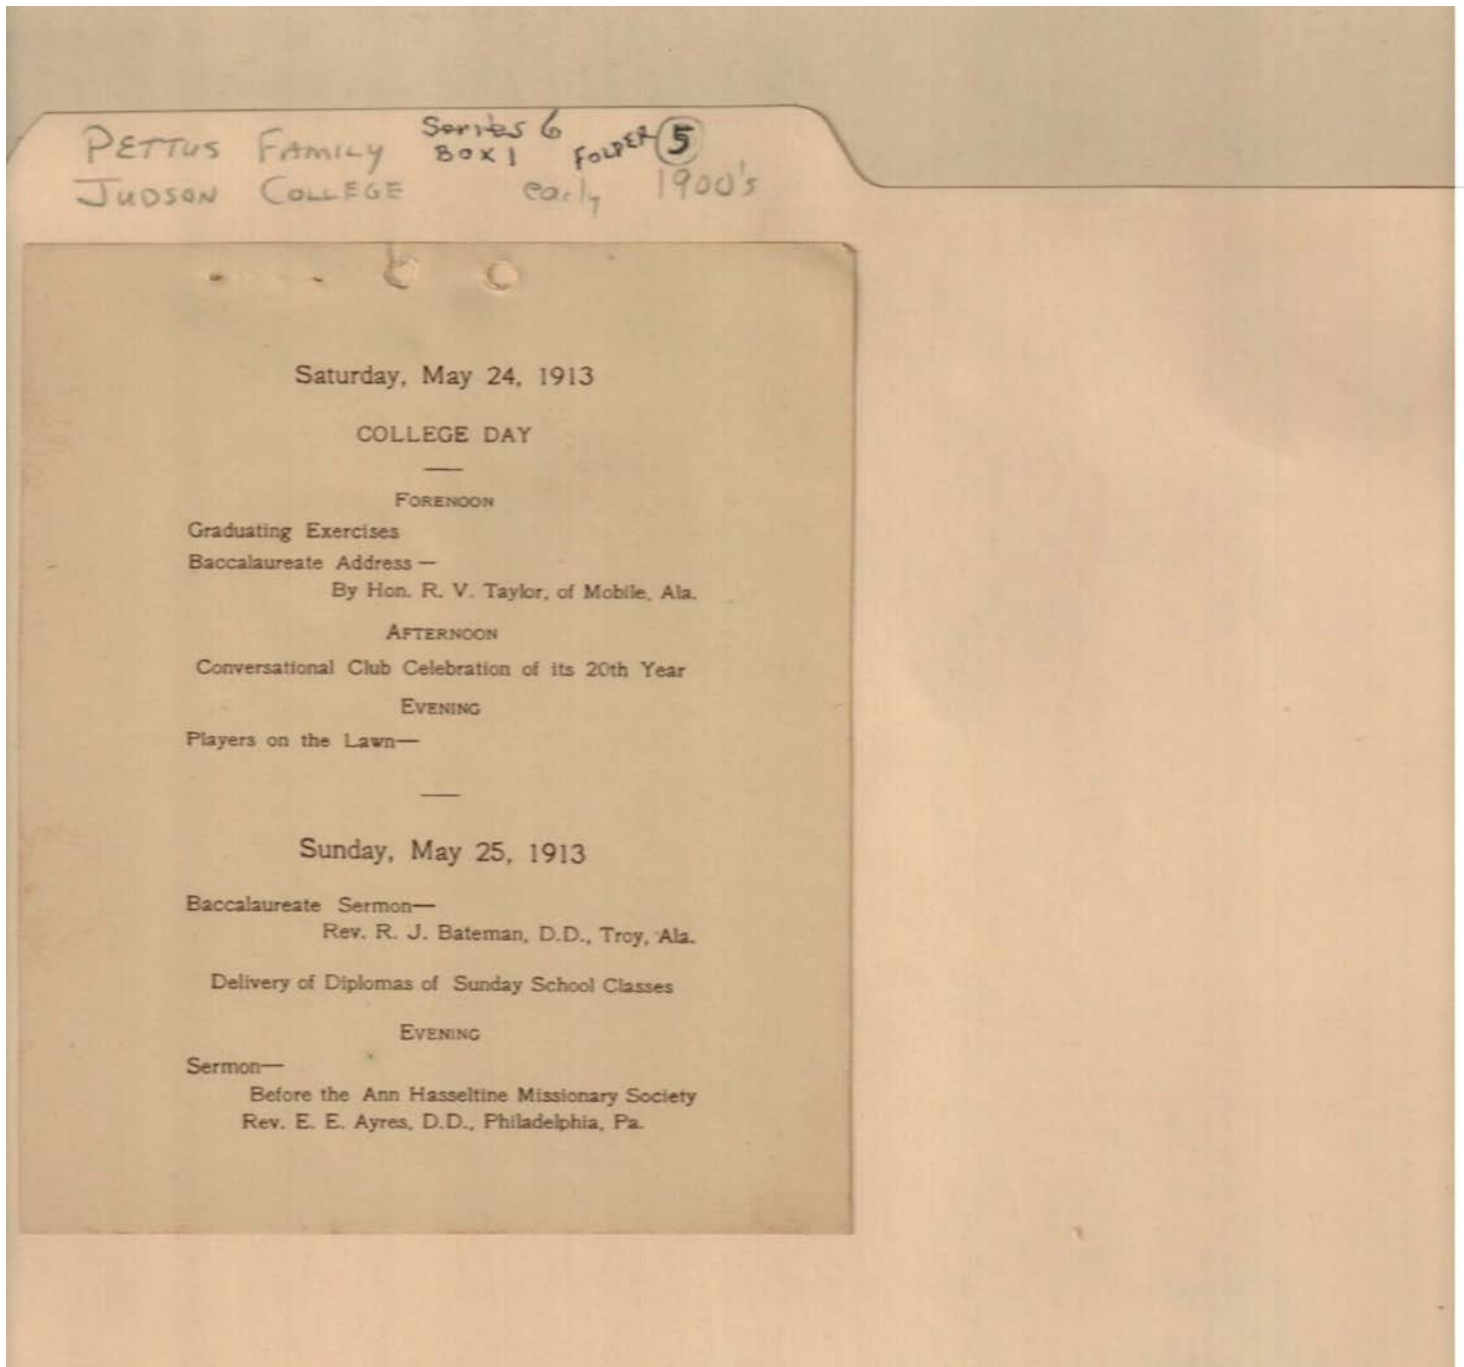 PETTUS FAMILY Series 6
BOX 1 FOLDER 5
JUDSON COLLEGE early 1900's
Saturday, May 24, 1913
COLLEGE DAY
FORENOON
Graduating Exercises
Baccalaureate Address —
By Hon. R. V. Taylor, of Mobile, Ala.
AFTERNOON
Conversational Club Celebration of its 20th Year
EVENING
Players on the Lawn—
Sunday, May 25, 1913
Baccalaureate Sermon—
Rev. R. J. Bateman, D.D., Troy, Ala.
Delivery of Diplomas of Sunday School Classes
EVENING
Sermon—
Before the Ann Hasseltine Missionary Society
Rev. E. E. Ayres, D.D., Philadelphia, Pa.